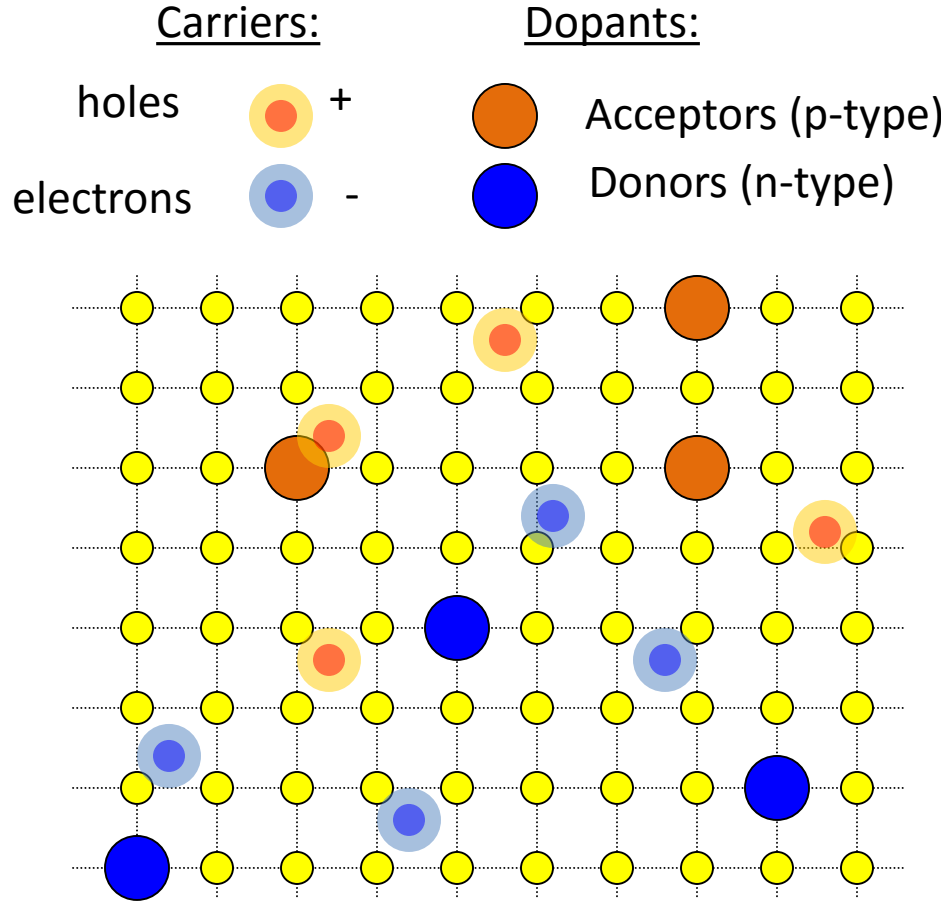 Carriers:
Dopants:
holes
+
Acceptors (p-type)
electrons
-
Donors (n-type)